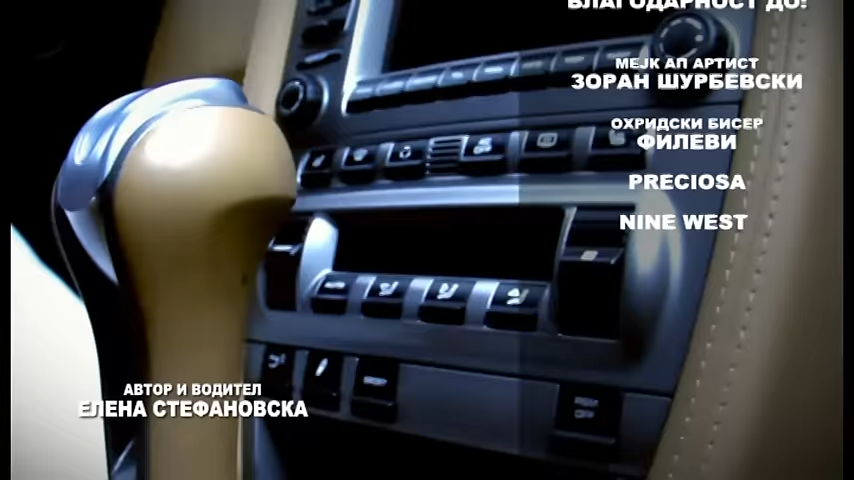 БЛАГОДАРНОСТ ДО:
МЕЈК АП АРТИСТ
ЗОРАН ШУРБЕВСКИ
ОХРИДСКИ БИСЕР
ФИЛЕВИ
PRECIOSA
NINE WEST
АВТОР И ВОДИТЕЛ
ЕЛЕНА СТЕФАНОВСКА